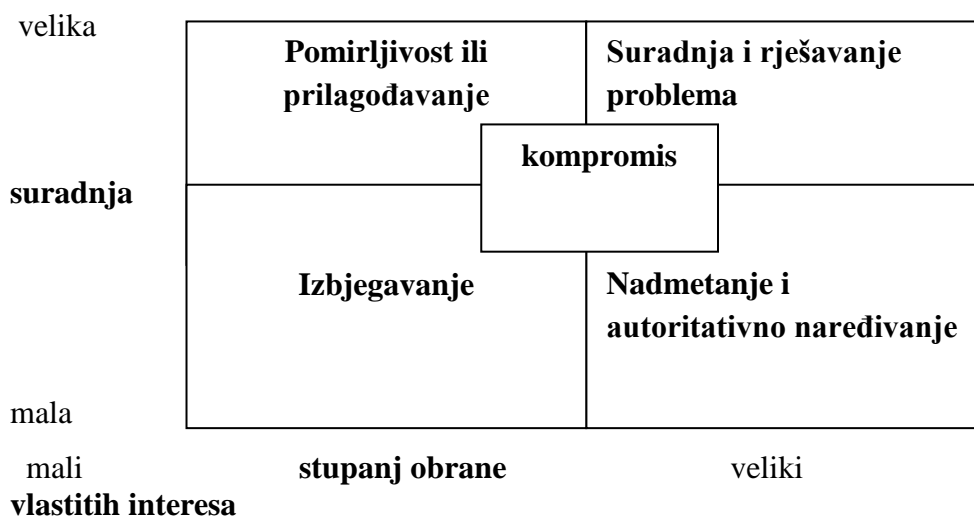 velika
Pomirljivost ili
prilagođavanje
Suradnja i rješavanje
problema
kompromis
suradnja
Izbjegavanje
Nadmetanje i
autoritativno naređivanje
mala
mali stupanj obrane veliki
vlastitih interesa